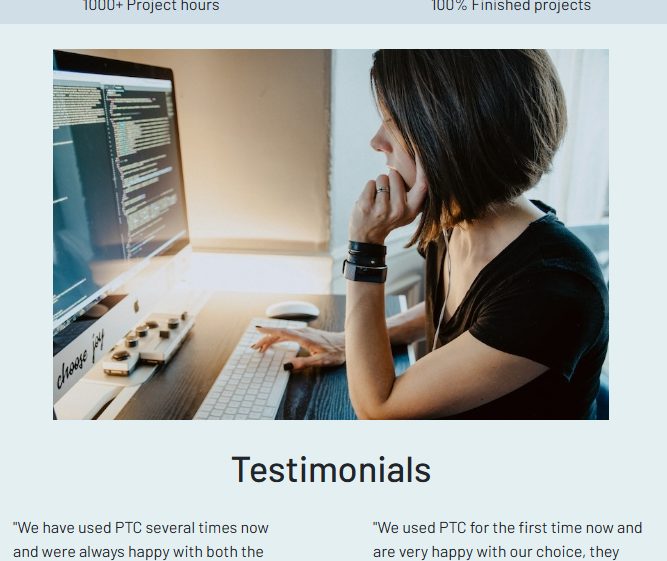 1000+ Project hours
100% Finished projects
choose joy
Testimonials
"We have used PTC several times now
and were always happy with both the
"We used PTC for the first time now and
are very happy with our choice, they